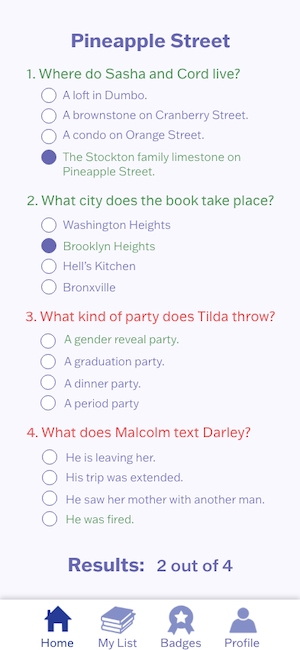 Pineapple Street
1. Where do Sasha and Cord live?
A loft in Dumbo.
A brownstone on Cranberry Street.
A condo on Orange Street.
The Stockton family limestone on
Pineapple Street.
2. What city does the book take place?
Washington Heights
Brooklyn Heights
Hell's Kitchen
Bronxville
3. What kind of party does Tilda throw?
A gender reveal party.
A graduation party.
A dinner party.
A period party
4. What does Malcolm text Darley?
He is leaving her.
His trip was extended.
He saw her mother with another man.
He was fired.
Results: 2 out of 4
Home My List Badges Profile